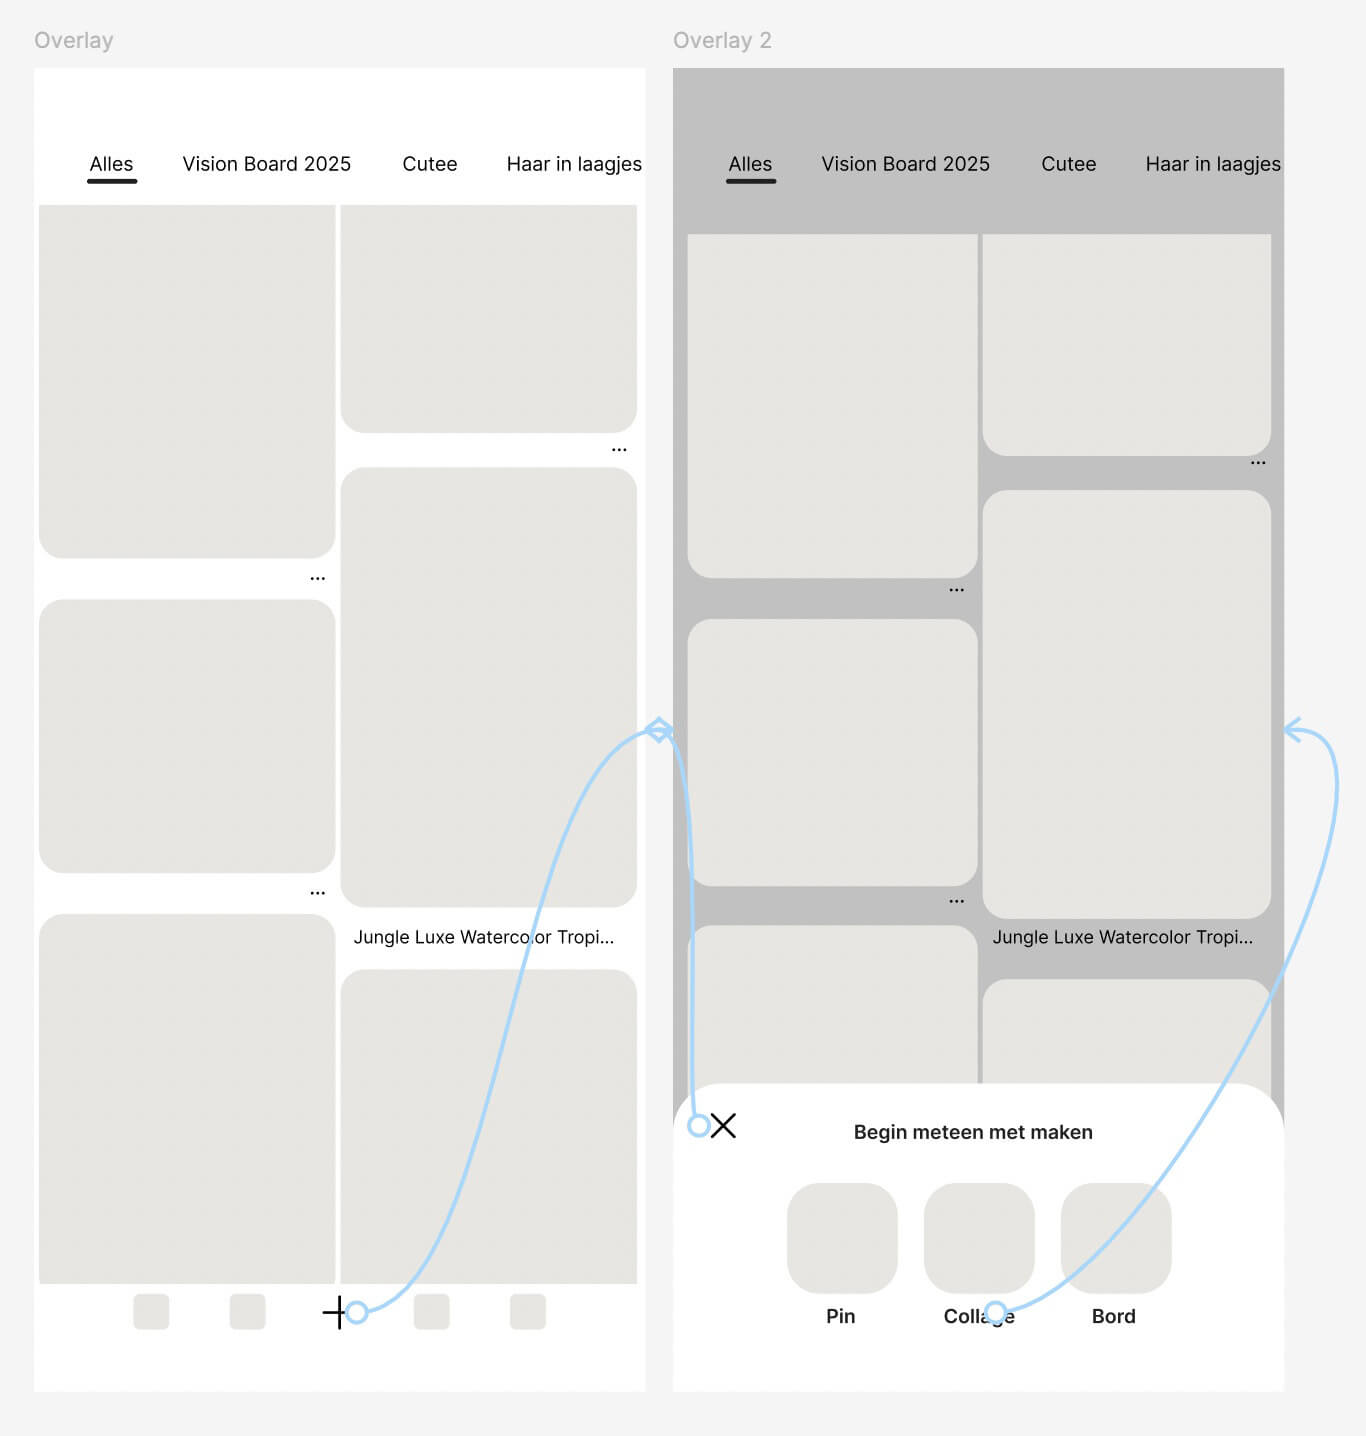 Overlay
Alles Vision Board 2025 Cutee Haar in laagjes
...
...
...
Jungle Luxe Watercolor Tropi...
Overlay 2
Alles Vision Board 2025 Cutee Haar in laagjes
...
...
...
Jungle Luxe Watercolor Tropi...
Begin meteen met maken
Pin Collage Bord